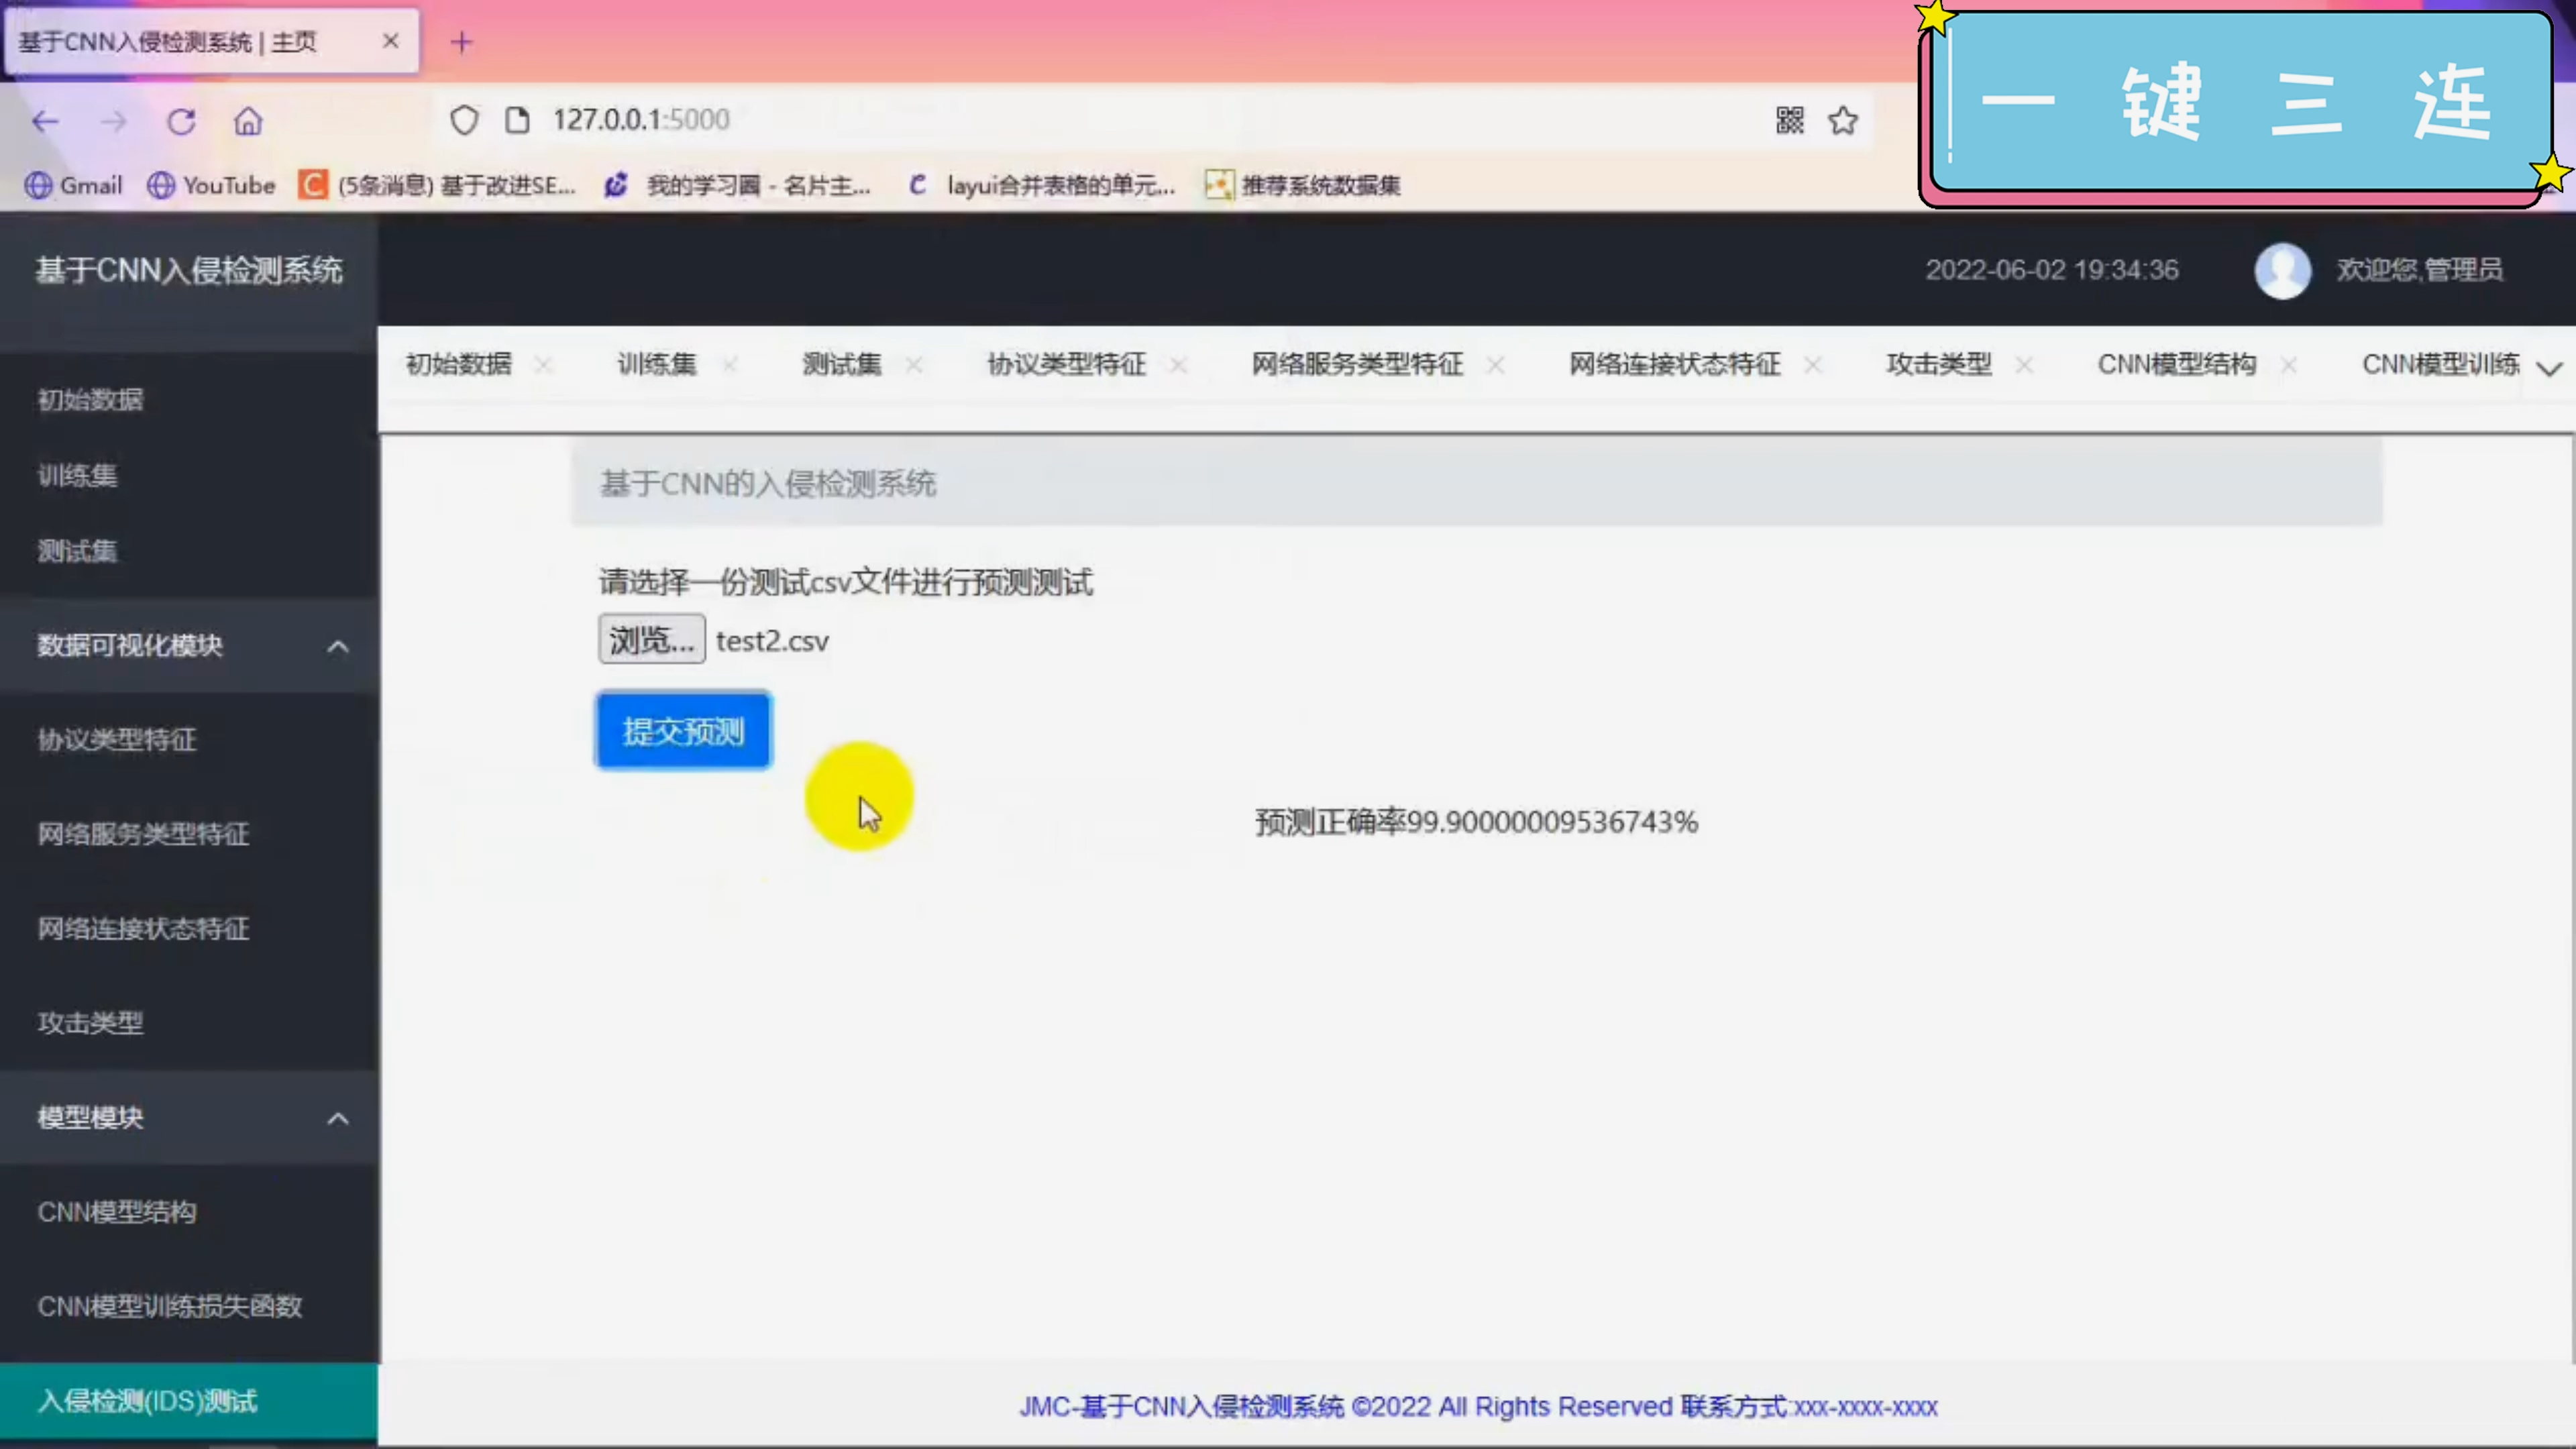 基于CNN入侵检测系统 | 主页
一键三连
127.0.0.1:5000
Gmail
YouTube
(5条消息) 基于改进SE...
我的学习圈 - 名片主...
layui合并表格的单元...
推荐系统数据集
基于CNN入侵检测系统
2022-06-02 19:34:36
欢迎您,管理员
初始数据
训练集
测试集
协议类型特征
网络服务类型特征
网络连接状态特征
攻击类型
CNN模型结构
CNN模型训练
初始数据
训练集
测试集
数据可视化模块
协议类型特征
网络服务类型特征
网络连接状态特征
攻击类型
模型模块
CNN模型结构
CNN模型训练损失函数
入侵检测(IDS)测试
基于CNN的入侵检测系统
请选择一份测试csv文件进行预测测试
浏览... test2.csv
提交预测
预测正确率99.90000009536743%
JMC-基于CNN入侵检测系统 ©2022 All Rights Reserved 联系方式:xxx-xxxx-xxxx